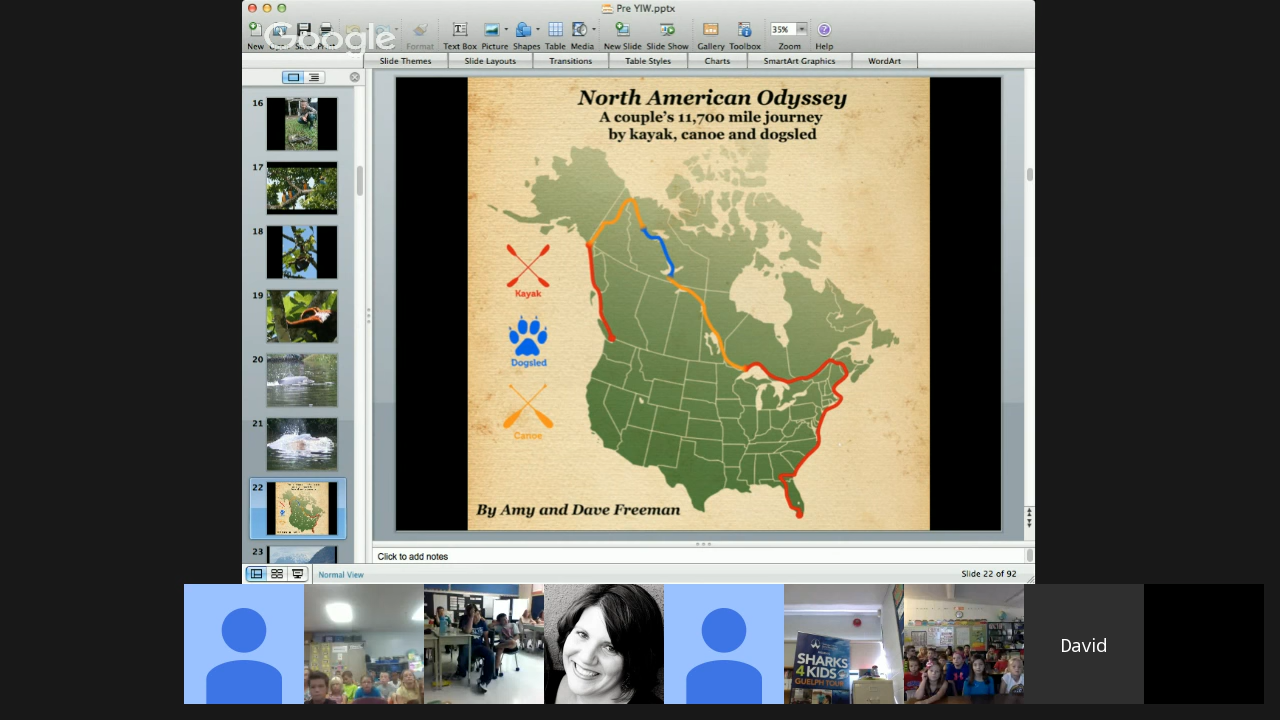 Pre YIW.pptx
Google
New
Format
Text Box
Picture
Shapes
Table
Media
New Slide
Slide Show
Gallery
Toolbox
35%
Zoom
Help
Slide Themes
Slide Layouts
Transitions
Table Styles
Charts
SmartArt Graphics
WordArt
16
17
18
19
20
21
22
23
North American Odyssey
A couple's 11,700 mile journey
by kayak, canoe and dogsled
Kayak
Dogsled
Canoe
By Amy and Dave Freeman
Click to add notes
Normal View
Slide 22 of 92
SHARKS
4 KIDS
GUELPH TOUR
David